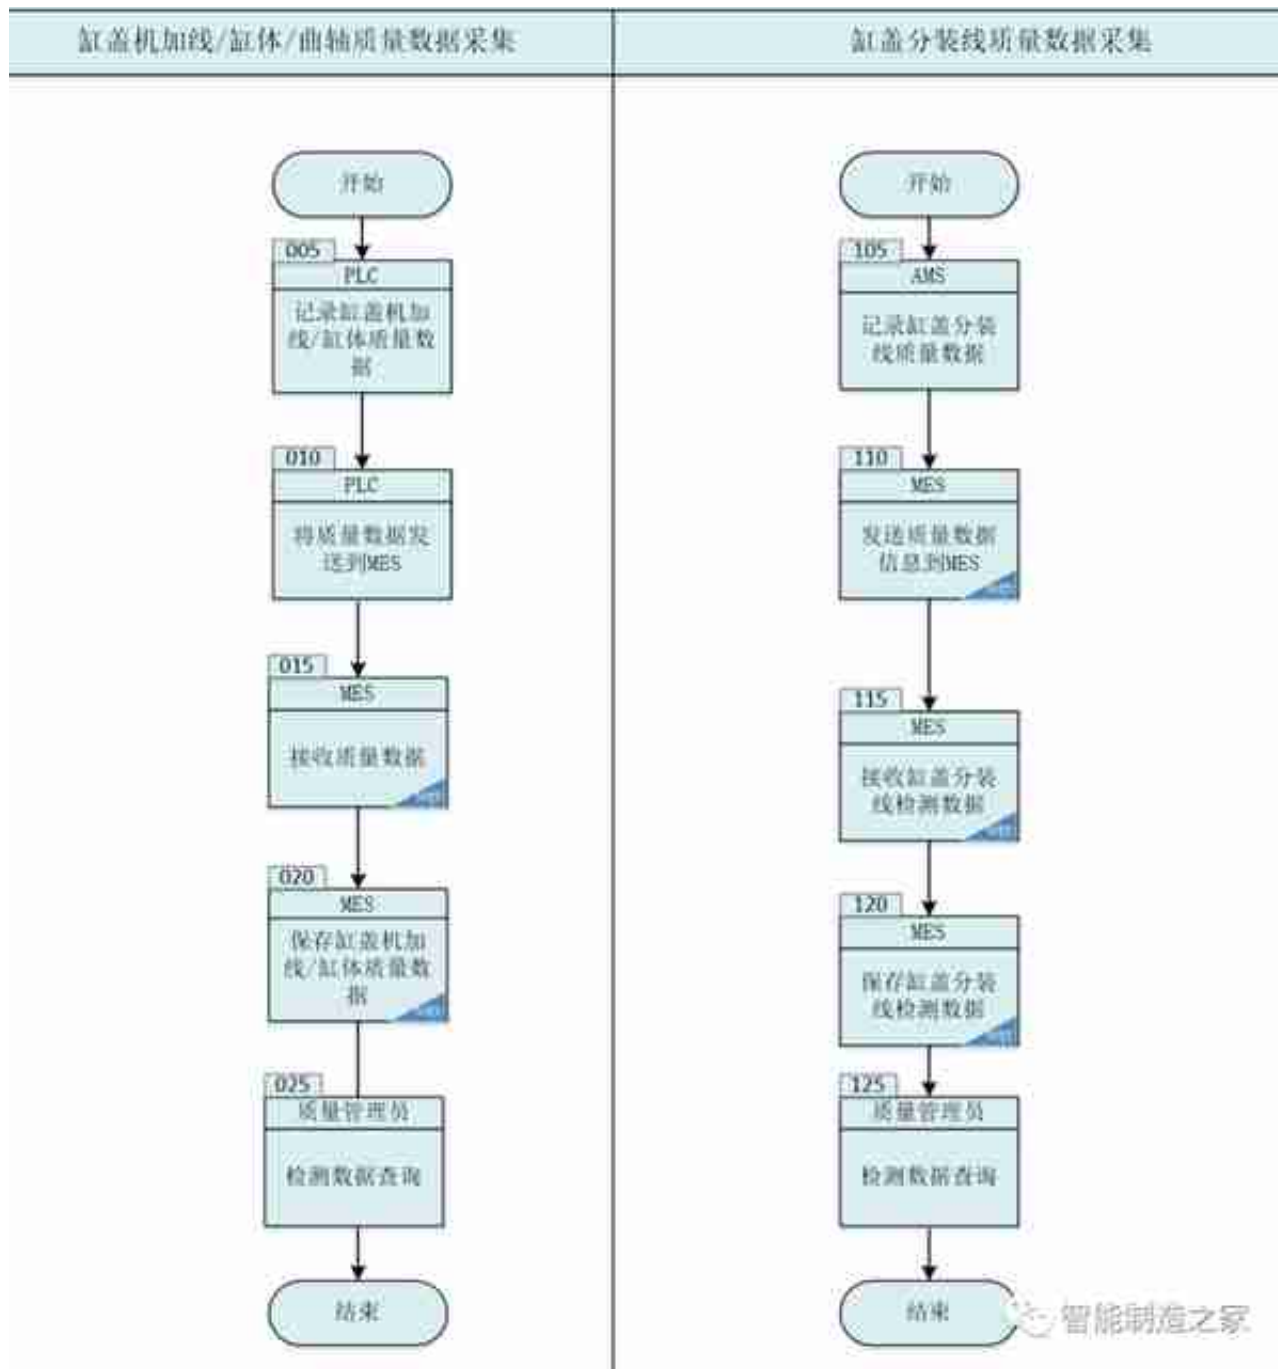 缸盖机加线/缸体/曲轴质量数据采集
开始
005
PLC
记录缸盖机加
线/缸体质量数
据
010
PLC
将质量数据发
送到MES
015
MES
接收质量数据
020
MES
保存缸盖机加
线/缸体质量数
据
025
质量管理员
检测数据查询
结束
缸盖分装线质量数据采集
开始
105
AMS
记录缸盖分装
线质量数据
110
MES
发送质量数据
信息到MES
115
MES
接收缸盖分装
线检测数据
120
MES
保存缸盖分装
线检测数据
125
质量管理员
检测数据查询
结束
智能制造之家